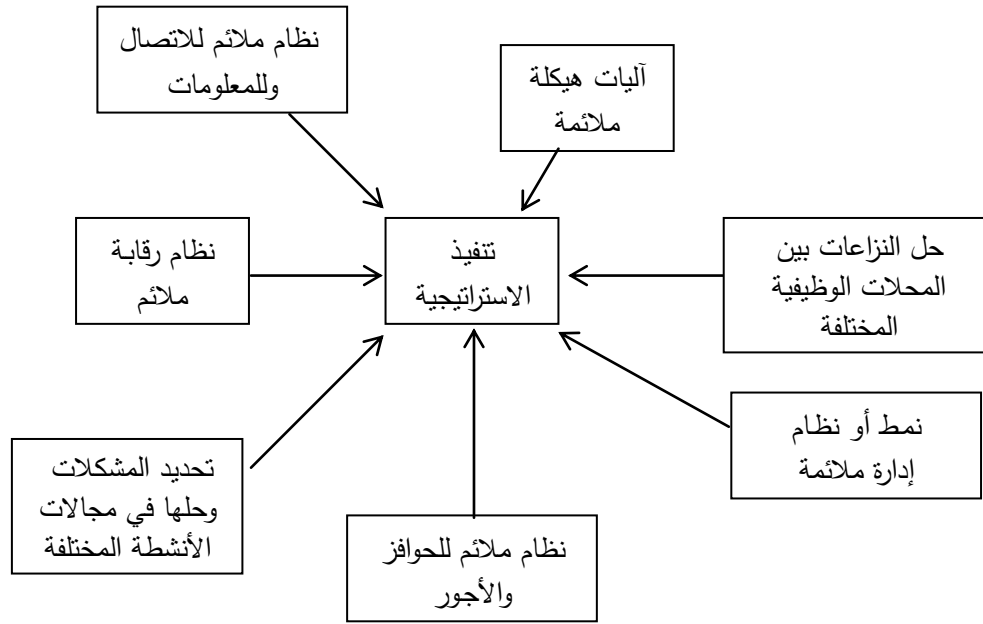 نظام ملائم للاتصال
وللمعلومات
آليات هيكلة
ملائمة
نظام رقابة
ملائم
تنفيذ
الاستراتيجية
حل النزاعات بين
المحلات الوظيفية
المختلفة
نمط أو نظام
إدارة ملائمة
تحديد المشكلات
وحلها في مجالات
الأنشطة المختلفة
نظام ملائم للحوافز
والأجور